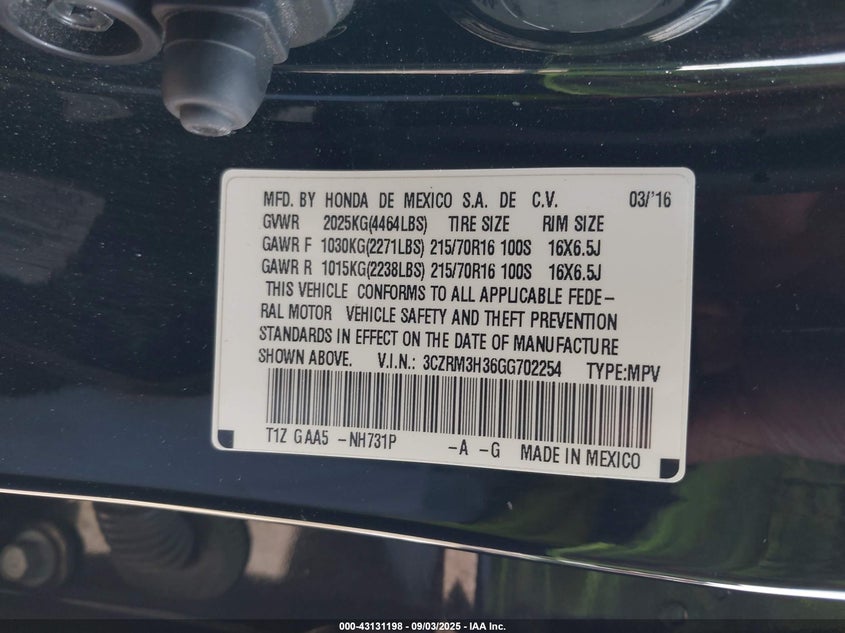 MFD. BY HONDA DE MEXICO S.A. DE C.V. 03/'16
GVWR 2025KG(4464LBS) TIRE SIZE RIM SIZE
GAWR F 1030KG(2271LBS) 215/70R16 100S 16X6.5J
GAWR R 1015KG(2238LBS) 215/70R16 100S 16X6.5J
THIS VEHICLE CONFORMS TO ALL APPLICABLE FEDE–
RAL MOTOR VEHICLE SAFETY AND THEFT PREVENTION
STANDARDS IN EFFECT ON THE DATE OF MANUFACTURE
SHOWN ABOVE. V.I.N.: 3CZRM3H36GG702254 TYPE:MPV
T1Z GAA5 –NH731P –A –G MADE IN MEXICO
000-43131198 - 09/03/2025 - IAA Inc.